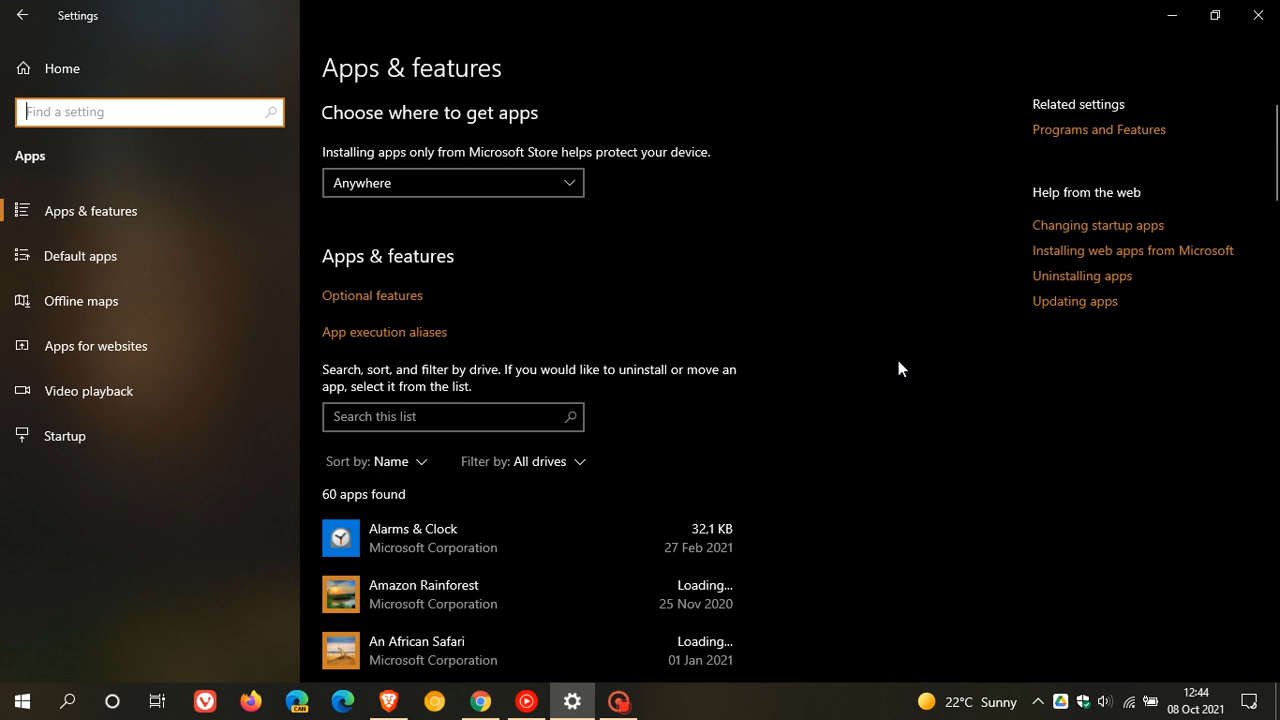 Settings
Home
Find a setting
Apps
Apps & features
Default apps
Offline maps
Apps for websites
Video playback
Startup
Apps & features
Choose where to get apps
Installing apps only from Microsoft Store helps protect your device.
Anywhere
Apps & features
Optional features
App execution aliases
Search, sort, and filter by drive. If you would like to uninstall or move an
app, select it from the list.
Search this list
Sort by: Name Filter by: All drives
60 apps found
Alarms & Clock 32,1 KB
Microsoft Corporation 27 Feb 2021
Amazon Rainforest Loading...
Microsoft Corporation 25 Nov 2020
An African Safari Loading...
Microsoft Corporation 01 Jan 2021
Related settings
Programs and Features
Help from the web
Changing startup apps
Installing web apps from Microsoft
Uninstalling apps
Updating apps
CAN
22°C Sunny
12:44
08 Oct 2021